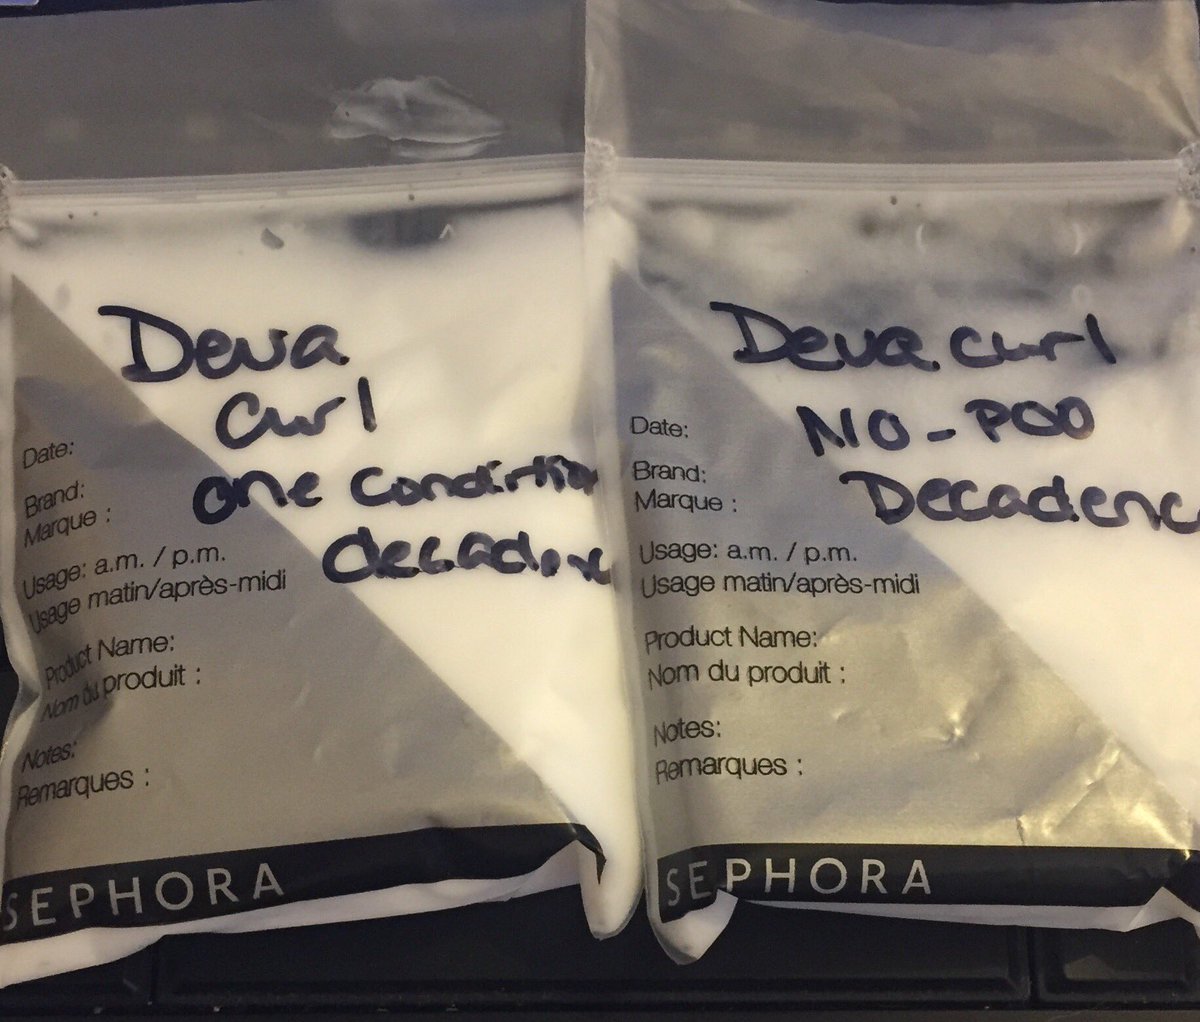 Deva
Curl
One Condition
decadenc
Date:
Brand:
Marque :
Usage: a.m. / p.m.
Usage matin/après-midi
Product Name:
Nom du produit :
Notes:
Remarques :
SEPHORA
Deva curl
NO-POO
Decadenc
Date:
Brand:
Marque :
Usage: a.m. / p.m.
Usage matin/après-midi
Product Name:
Nom du produit :
Notes:
Remarques :
SEPHORA